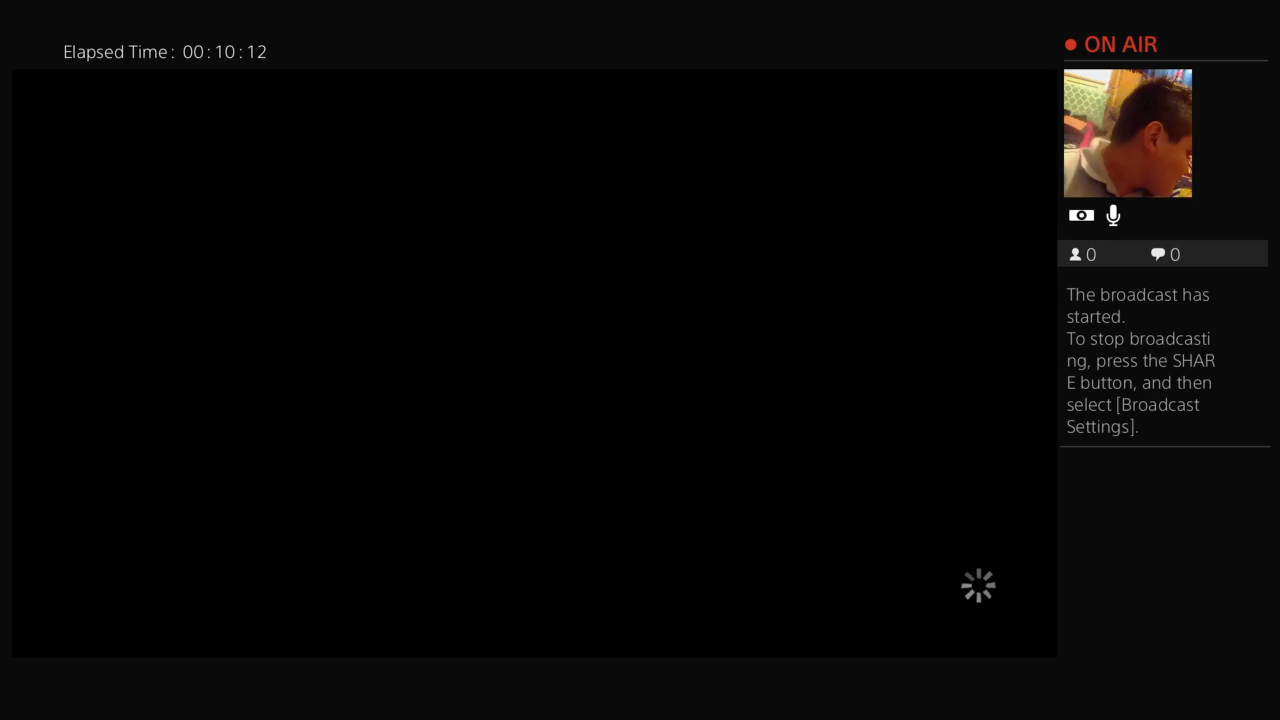 Elapsed Time: 00:10:12
ON AIR
0 0
The broadcast has
started.
To stop broadcasti
ng, press the SHAR
E button, and then
select [Broadcast
Settings].